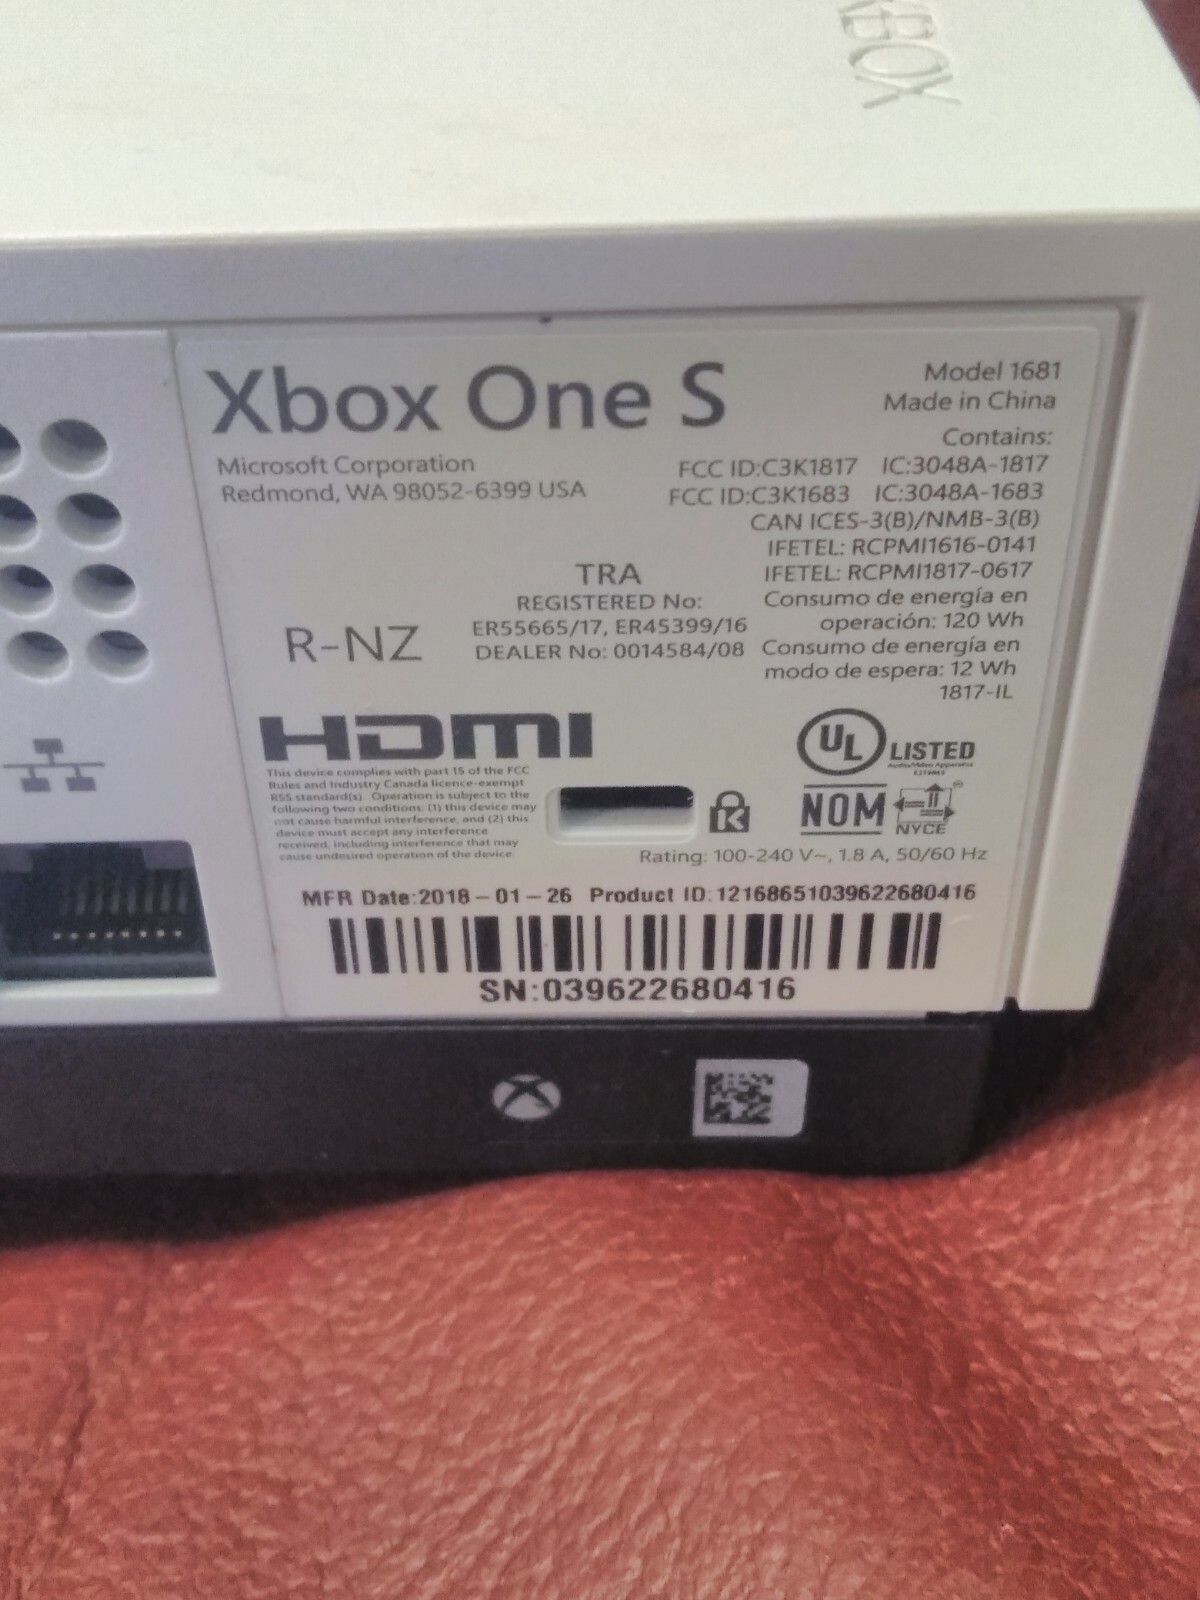 XBOX
Xbox One S
Microsoft Corporation
Redmond, WA 98052-6399 USA
Model 1681
Made in China
Contains:
FCC ID:C3K1817 IC:3048A-1817
FCC ID:C3K1683 IC:3048A-1683
CAN ICES-3(B)/NMB-3(B)
IFETEL: RCPMI1616-0141
IFETEL: RCPMI1817-0617
Consumo de energía en
operación: 120 Wh
Consumo de energía en
modo de espera: 12 Wh
1817-IL
TRA
REGISTERED No:
ER55665/17, ER45399/16
DEALER No: 0014584/08
R-NZ
HDMI
This device complies with part 15 of the FCC
Rules and Industry Canada licence-exempt
RSS standard(s). Operation is subject to the
following two conditions: (1) this device may
not cause harmful interference, and (2) this
device must accept any interference
received, including interference that may
cause undesired operation of the device.
K
UL LISTED
Audio/Video Apparatus
NOM
NYCE
Rating: 100-240 V~, 1.8 A, 50/60 Hz
MFR Date:2018-01-26 Product ID:12168651039622680416
SN:039622680416